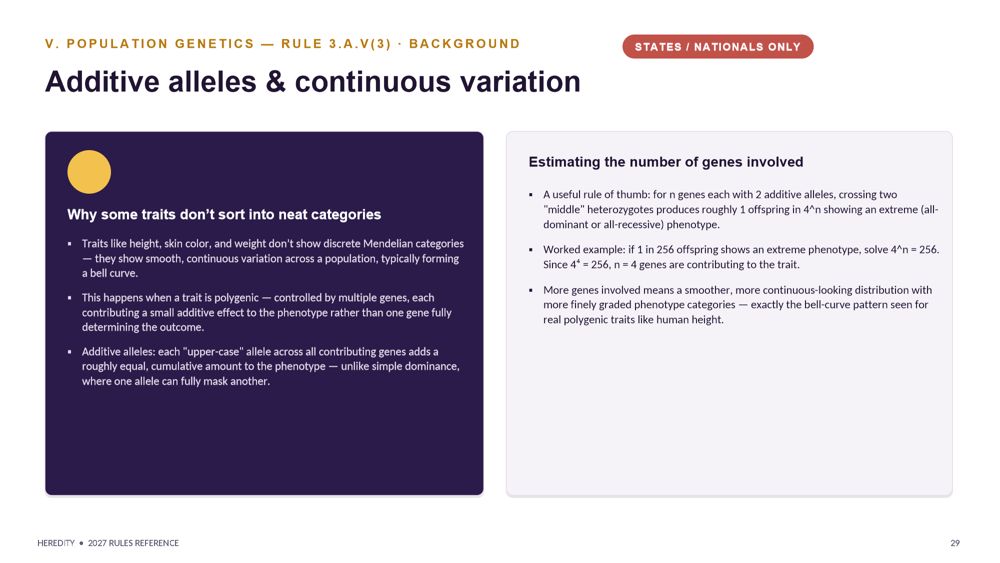 V. POPULATION GENETICS — RULE 3.A.V(3) · BACKGROUND
STATES / NATIONALS ONLY
Additive alleles & continuous variation
Why some traits don’t sort into neat categories
▪ Traits like height, skin color, and weight don’t show discrete Mendelian categories
— they show smooth, continuous variation across a population, typically forming
a bell curve.
▪ This happens when a trait is polygenic — controlled by multiple genes, each
contributing a small additive effect to the phenotype rather than one gene fully
determining the outcome.
▪ Additive alleles: each "upper-case" allele across all contributing genes adds a
roughly equal, cumulative amount to the phenotype — unlike simple dominance,
where one allele can fully mask another.
Estimating the number of genes involved
▪ A useful rule of thumb: for n genes each with 2 additive alleles, crossing two
"middle" heterozygotes produces roughly 1 offspring in 4^n showing an extreme (all-
dominant or all-recessive) phenotype.
▪ Worked example: if 1 in 256 offspring shows an extreme phenotype, solve 4^n = 256.
Since 4⁴ = 256, n = 4 genes are contributing to the trait.
▪ More genes involved means a smoother, more continuous-looking distribution with
more finely graded phenotype categories — exactly the bell-curve pattern seen for
real polygenic traits like human height.
HEREDITY • 2027 RULES REFERENCE
29